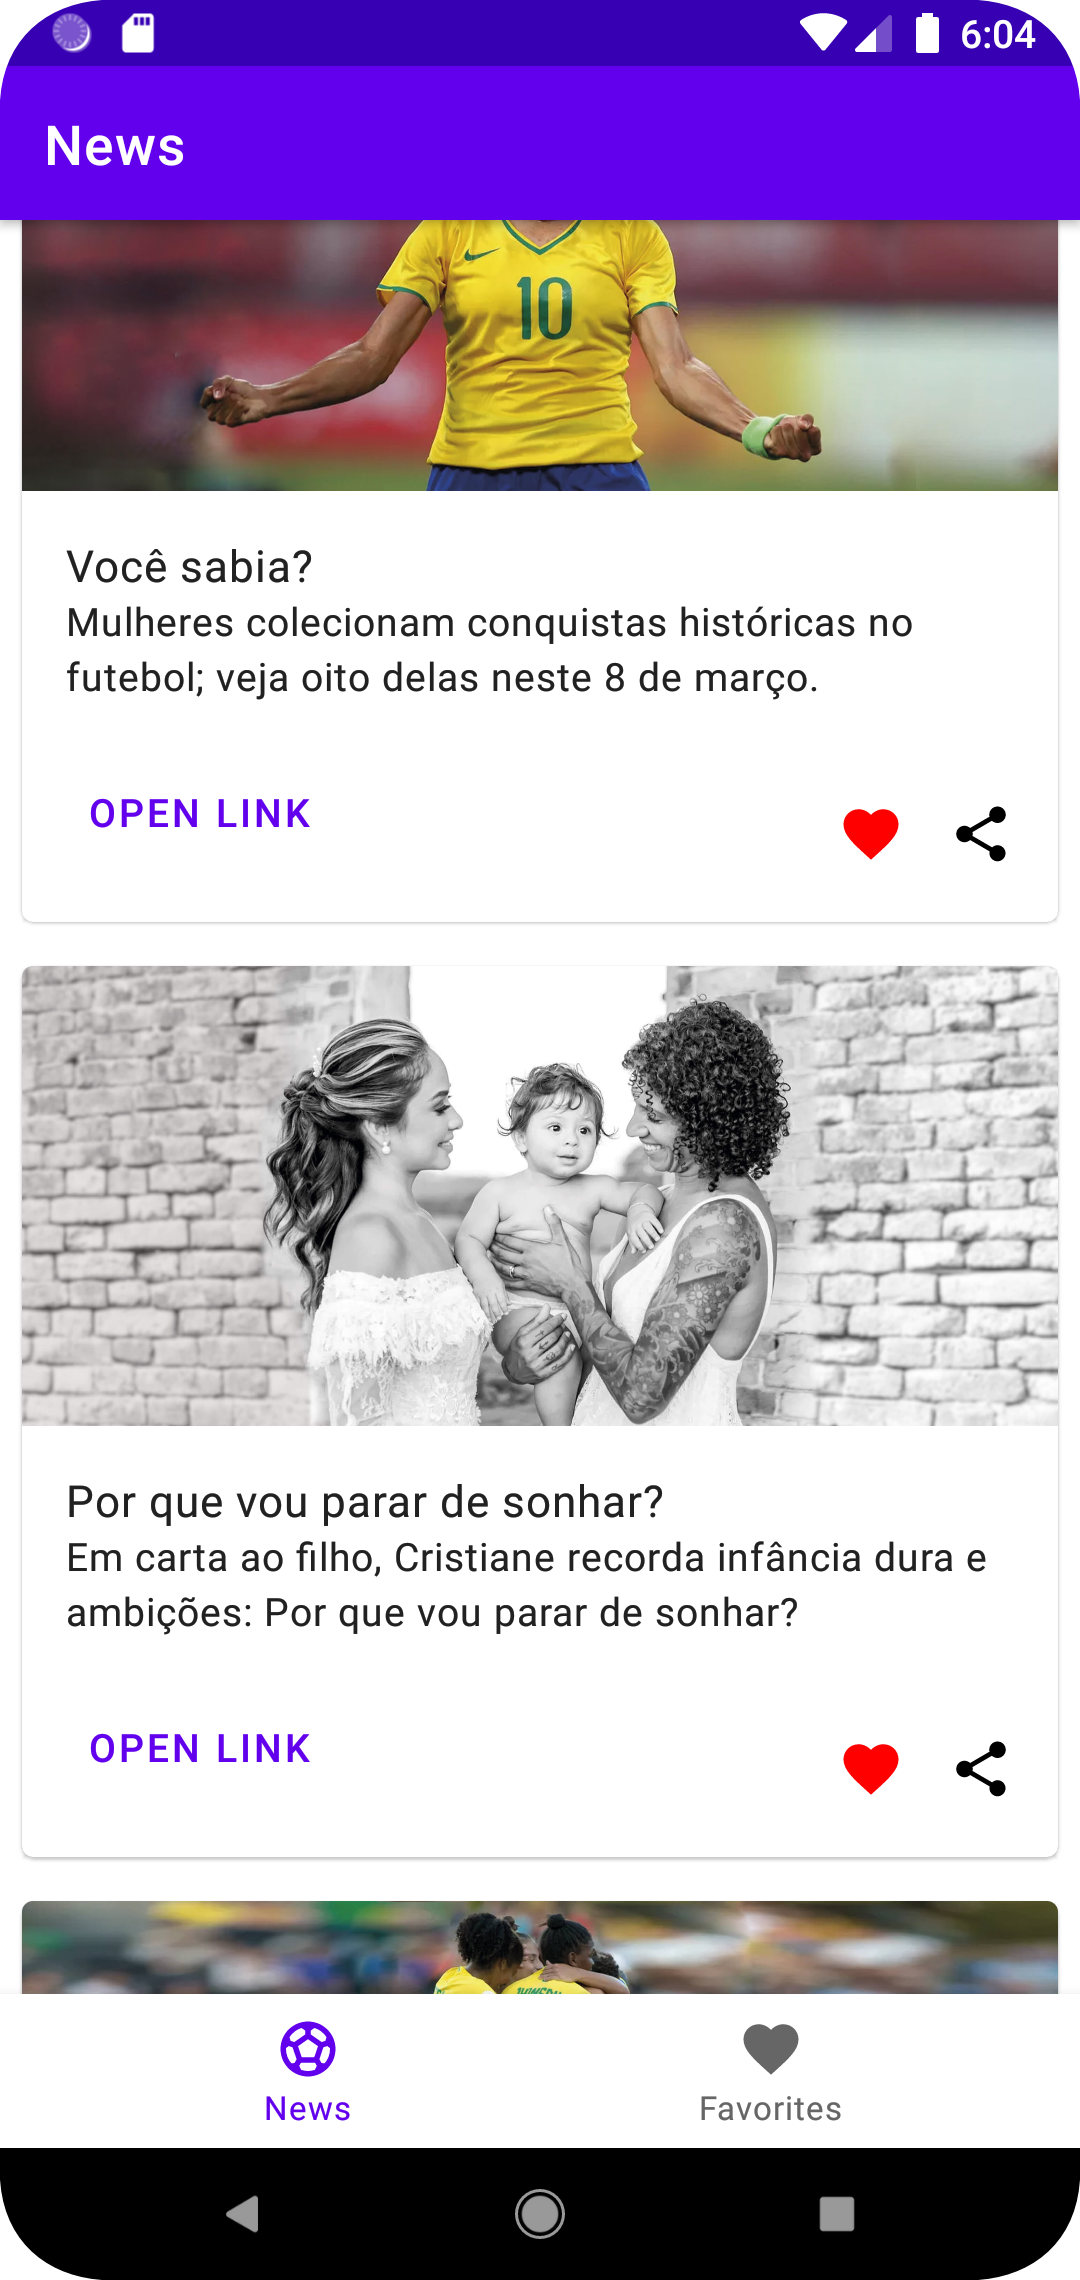 6:04
News
10
Você sabia?
Mulheres colecionam conquistas históricas no
futebol; veja oito delas neste 8 de março.
OPEN LINK
Por que vou parar de sonhar?
Em carta ao filho, Cristiane recorda infância dura e
ambições: Por que vou parar de sonhar?
OPEN LINK
News
Favorites